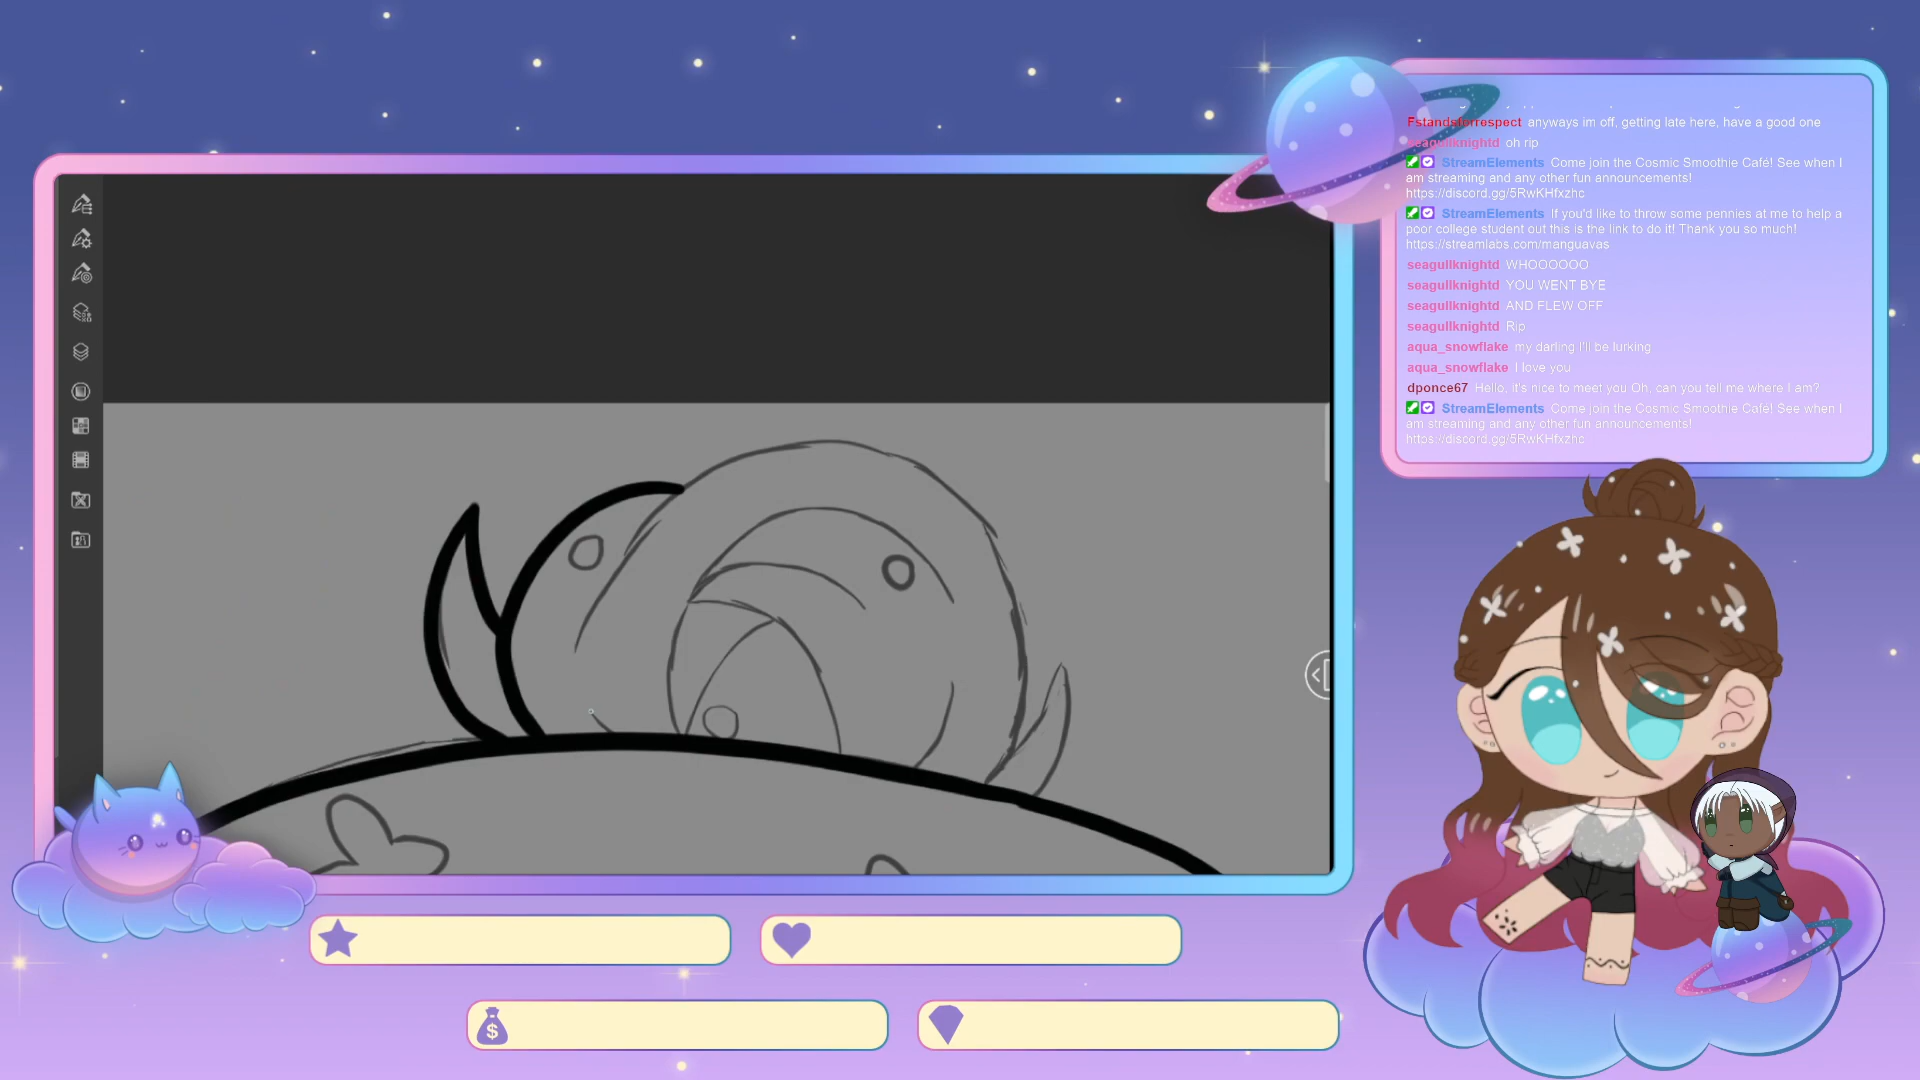 Fstandsforrespect anyways im off, getting late here, have a good one
seagullknightd oh rip
StreamElements Come join the Cosmic Smoothie Café! See when I
am streaming and any other fun announcements!
https://discord.gg/5RwKHfxzhc
StreamElements If you'd like to throw some pennies at me to help a
poor college student out this is the link to do it! Thank you so much!
https://streamlabs.com/manguavas
seagullknightd WHOOOOOO
seagullknightd YOU WENT BYE
seagullknightd AND FLEW OFF
seagullknightd Rip
aqua_snowflake my darling I'll be lurking
aqua_snowflake I love you
dponce67 Hello, it's nice to meet you Oh, can you tell me where I am?
StreamElements Come join the Cosmic Smoothie Café! See when I
am streaming and any other fun announcements!
https://discord.gg/5RwKHfxzhc
$